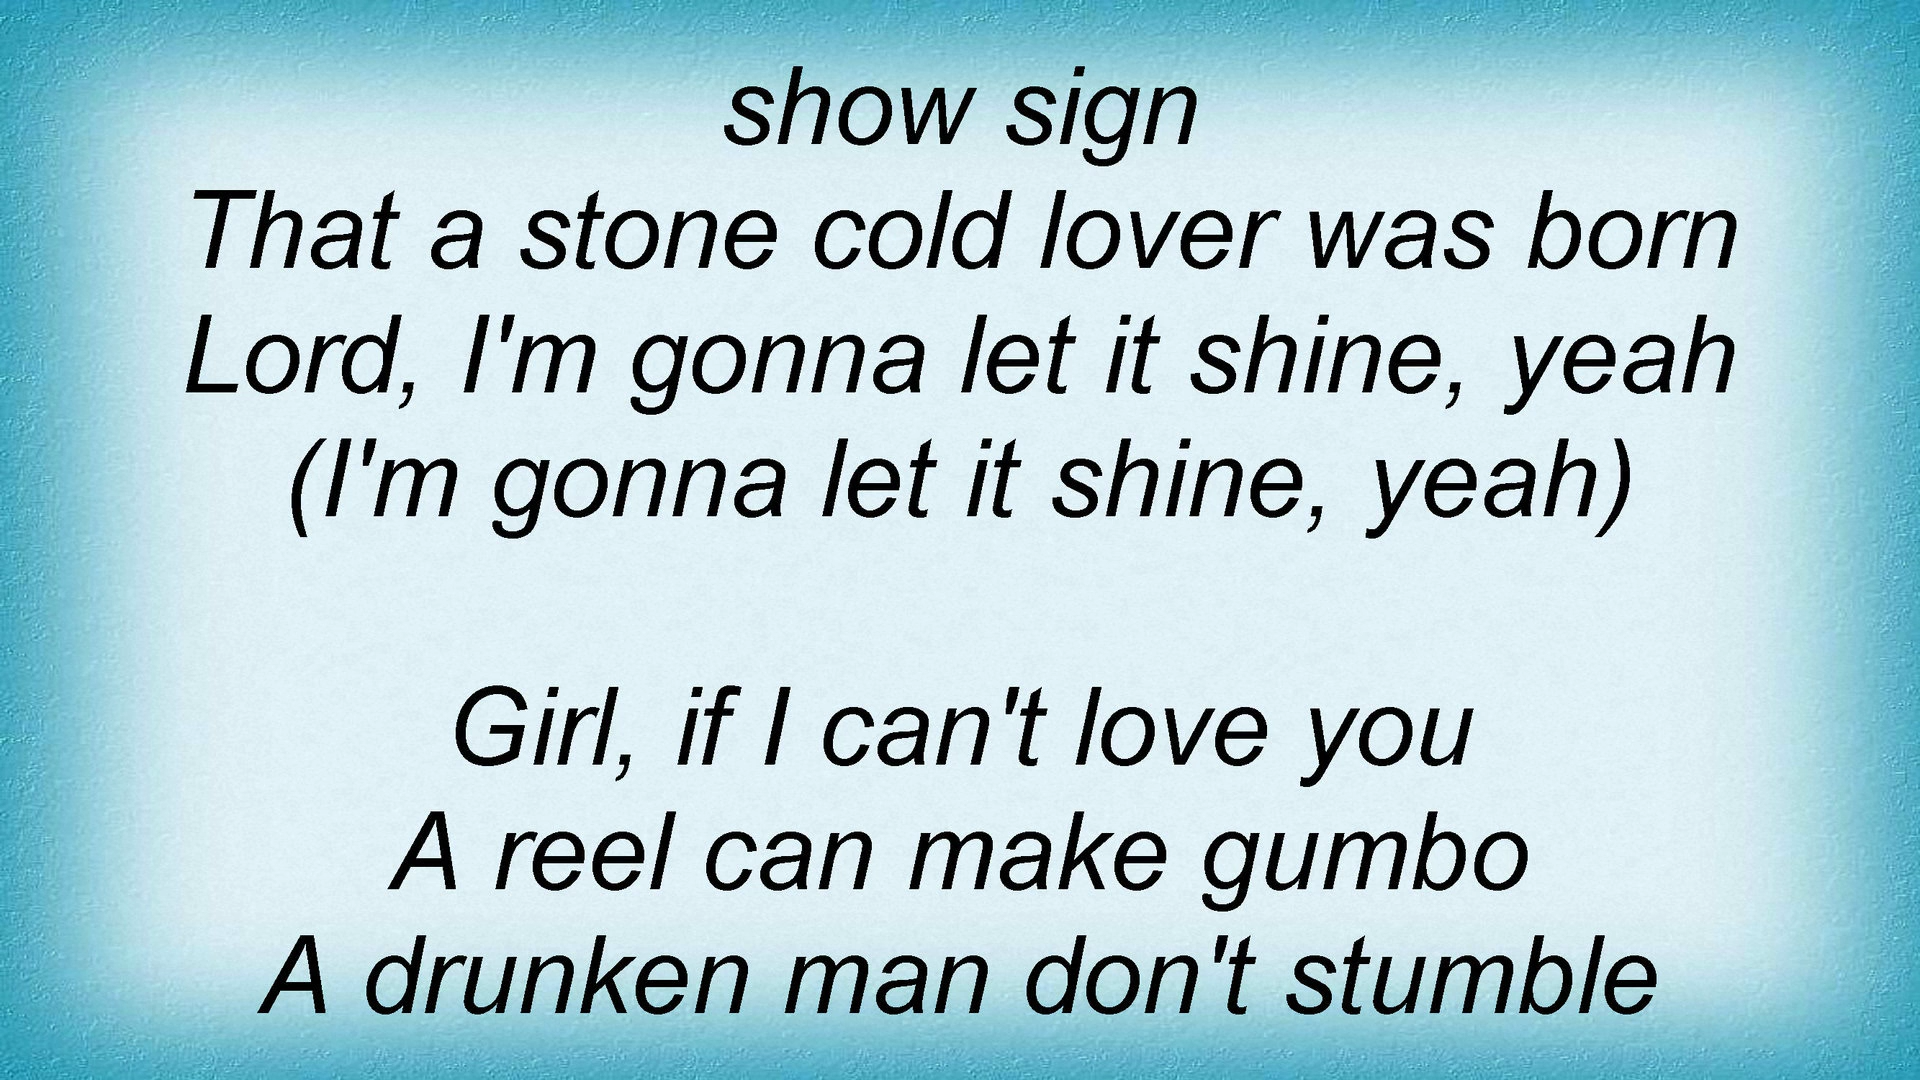 show sign
That a stone cold lover was born
Lord, I'm gonna let it shine, yeah
(I'm gonna let it shine, yeah)
Girl, if I can't love you
A reel can make gumbo
A drunken man don't stumble